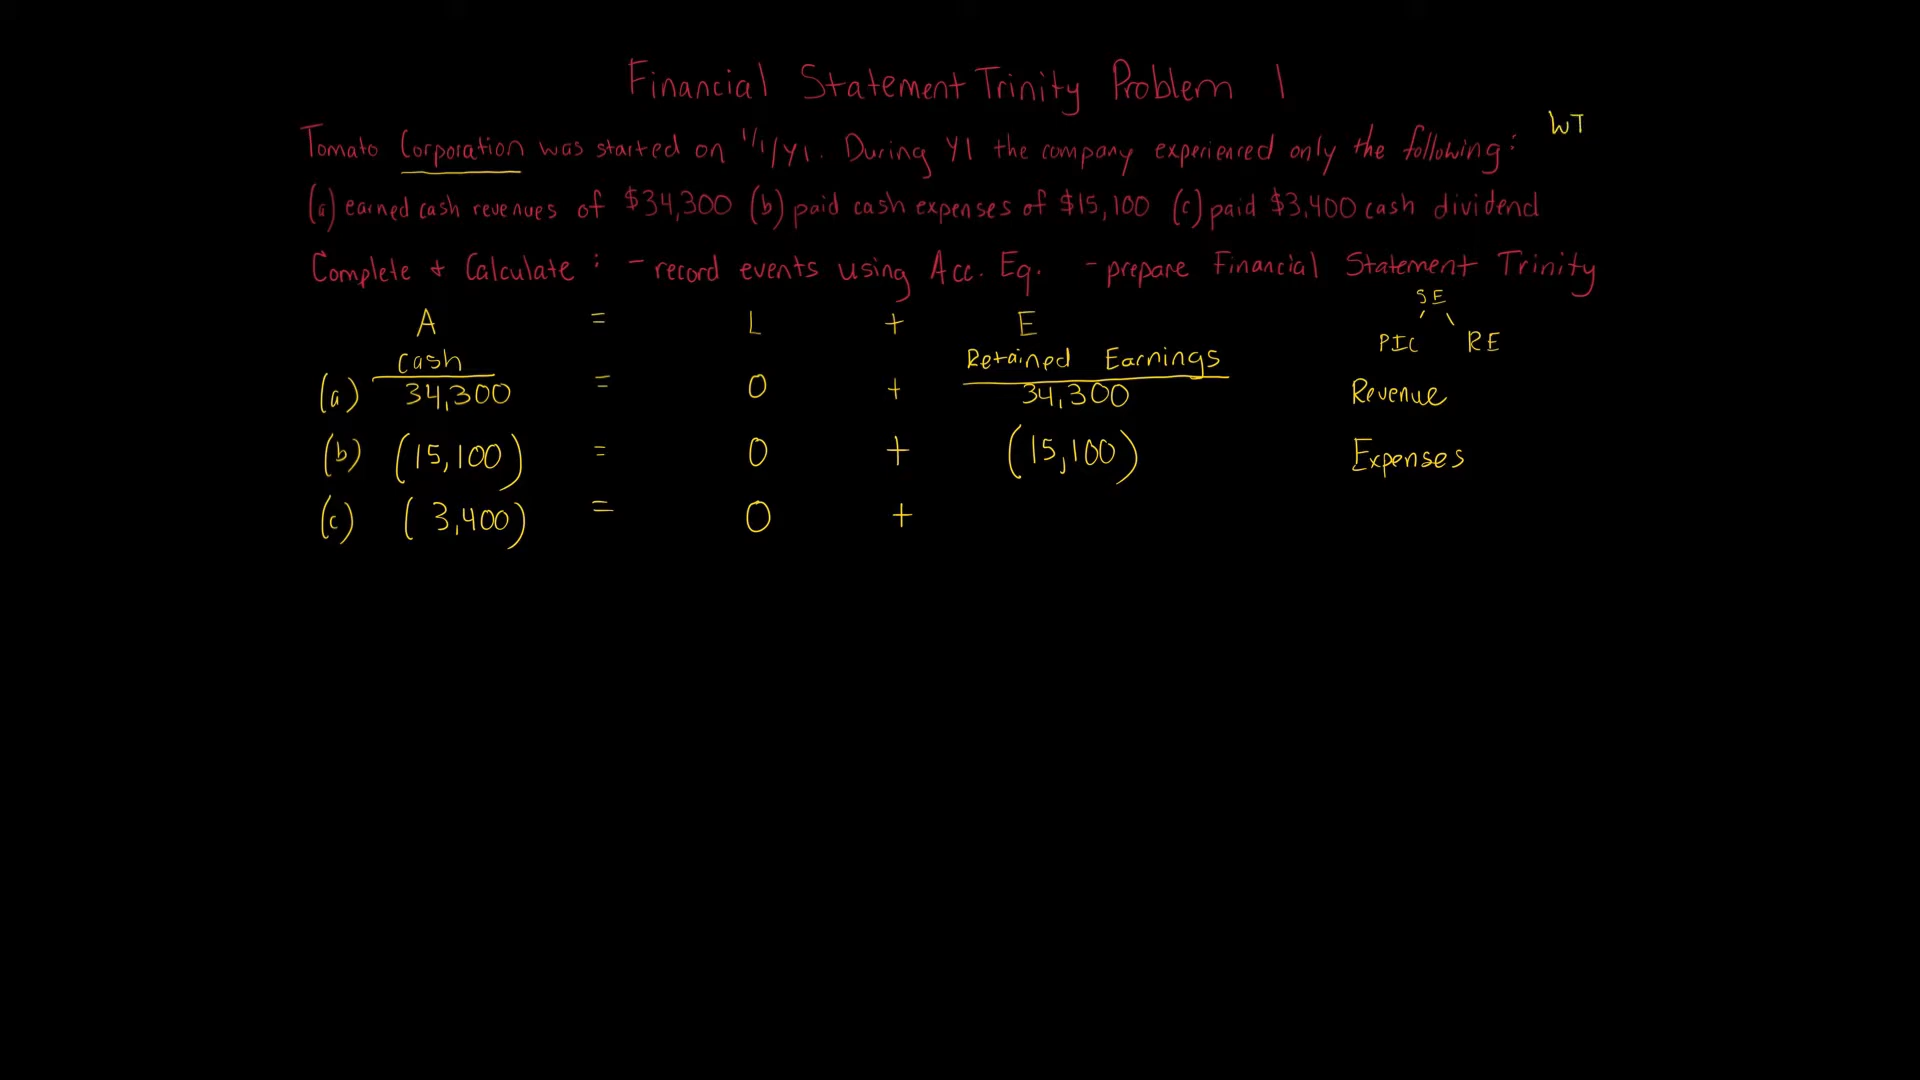 Financial Statement Trinity Problem 1
WT
Tomato Corporation was started on 1/1/Y1. During Y1 the company experienced only the following:
(a) earned cash revenues of $34,300 (b) paid cash expenses of $15,100 (c) paid $3,400 cash dividend
Complete + Calculate: - record events using Acc. Eq. - prepare Financial Statement Trinity
SE
A = L + E
PIC RE
Cash Retained Earnings
(a) 34,300 = 0 + 34,300 Revenue
(b) (15,100) = 0 + (15,100) Expenses
(c) (3,400) = 0 +